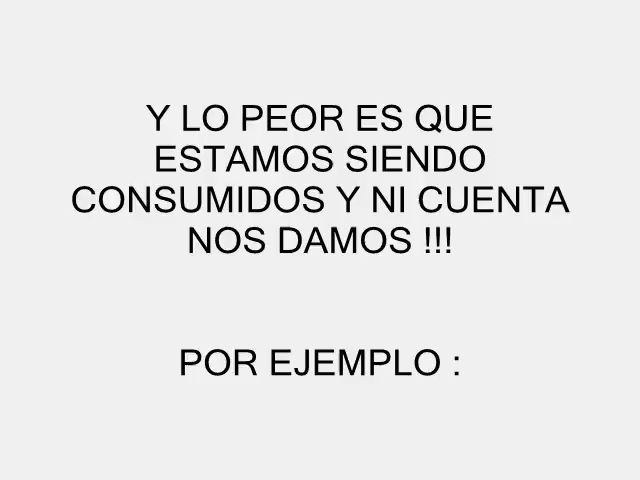 Y LO PEOR ES QUE
ESTAMOS SIENDO
CONSUMIDOS Y NI CUENTA
NOS DAMOS !!!
POR EJEMPLO :